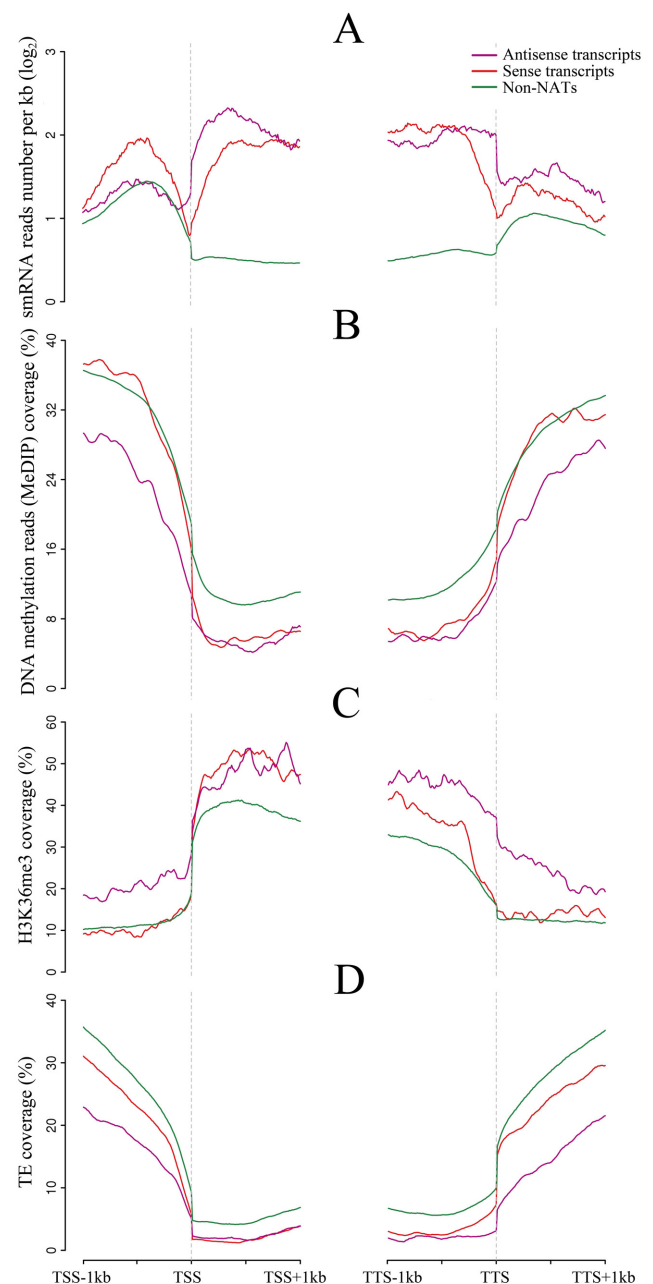 A
smRNA reads number per kb (log2)
3
2
1
0
Antisense transcripts
Sense transcripts
Non-NATs
B
DNA methylation reads (MeDIP) coverage (%)
40
32
24
16
8
0
C
H3K36me3 coverage (%)
60
50
40
30
20
10
0
D
TE coverage (%)
40
30
20
10
0
TSS-1kb TSS TSS+1kb TTS-1kb TTS TTS+1kb